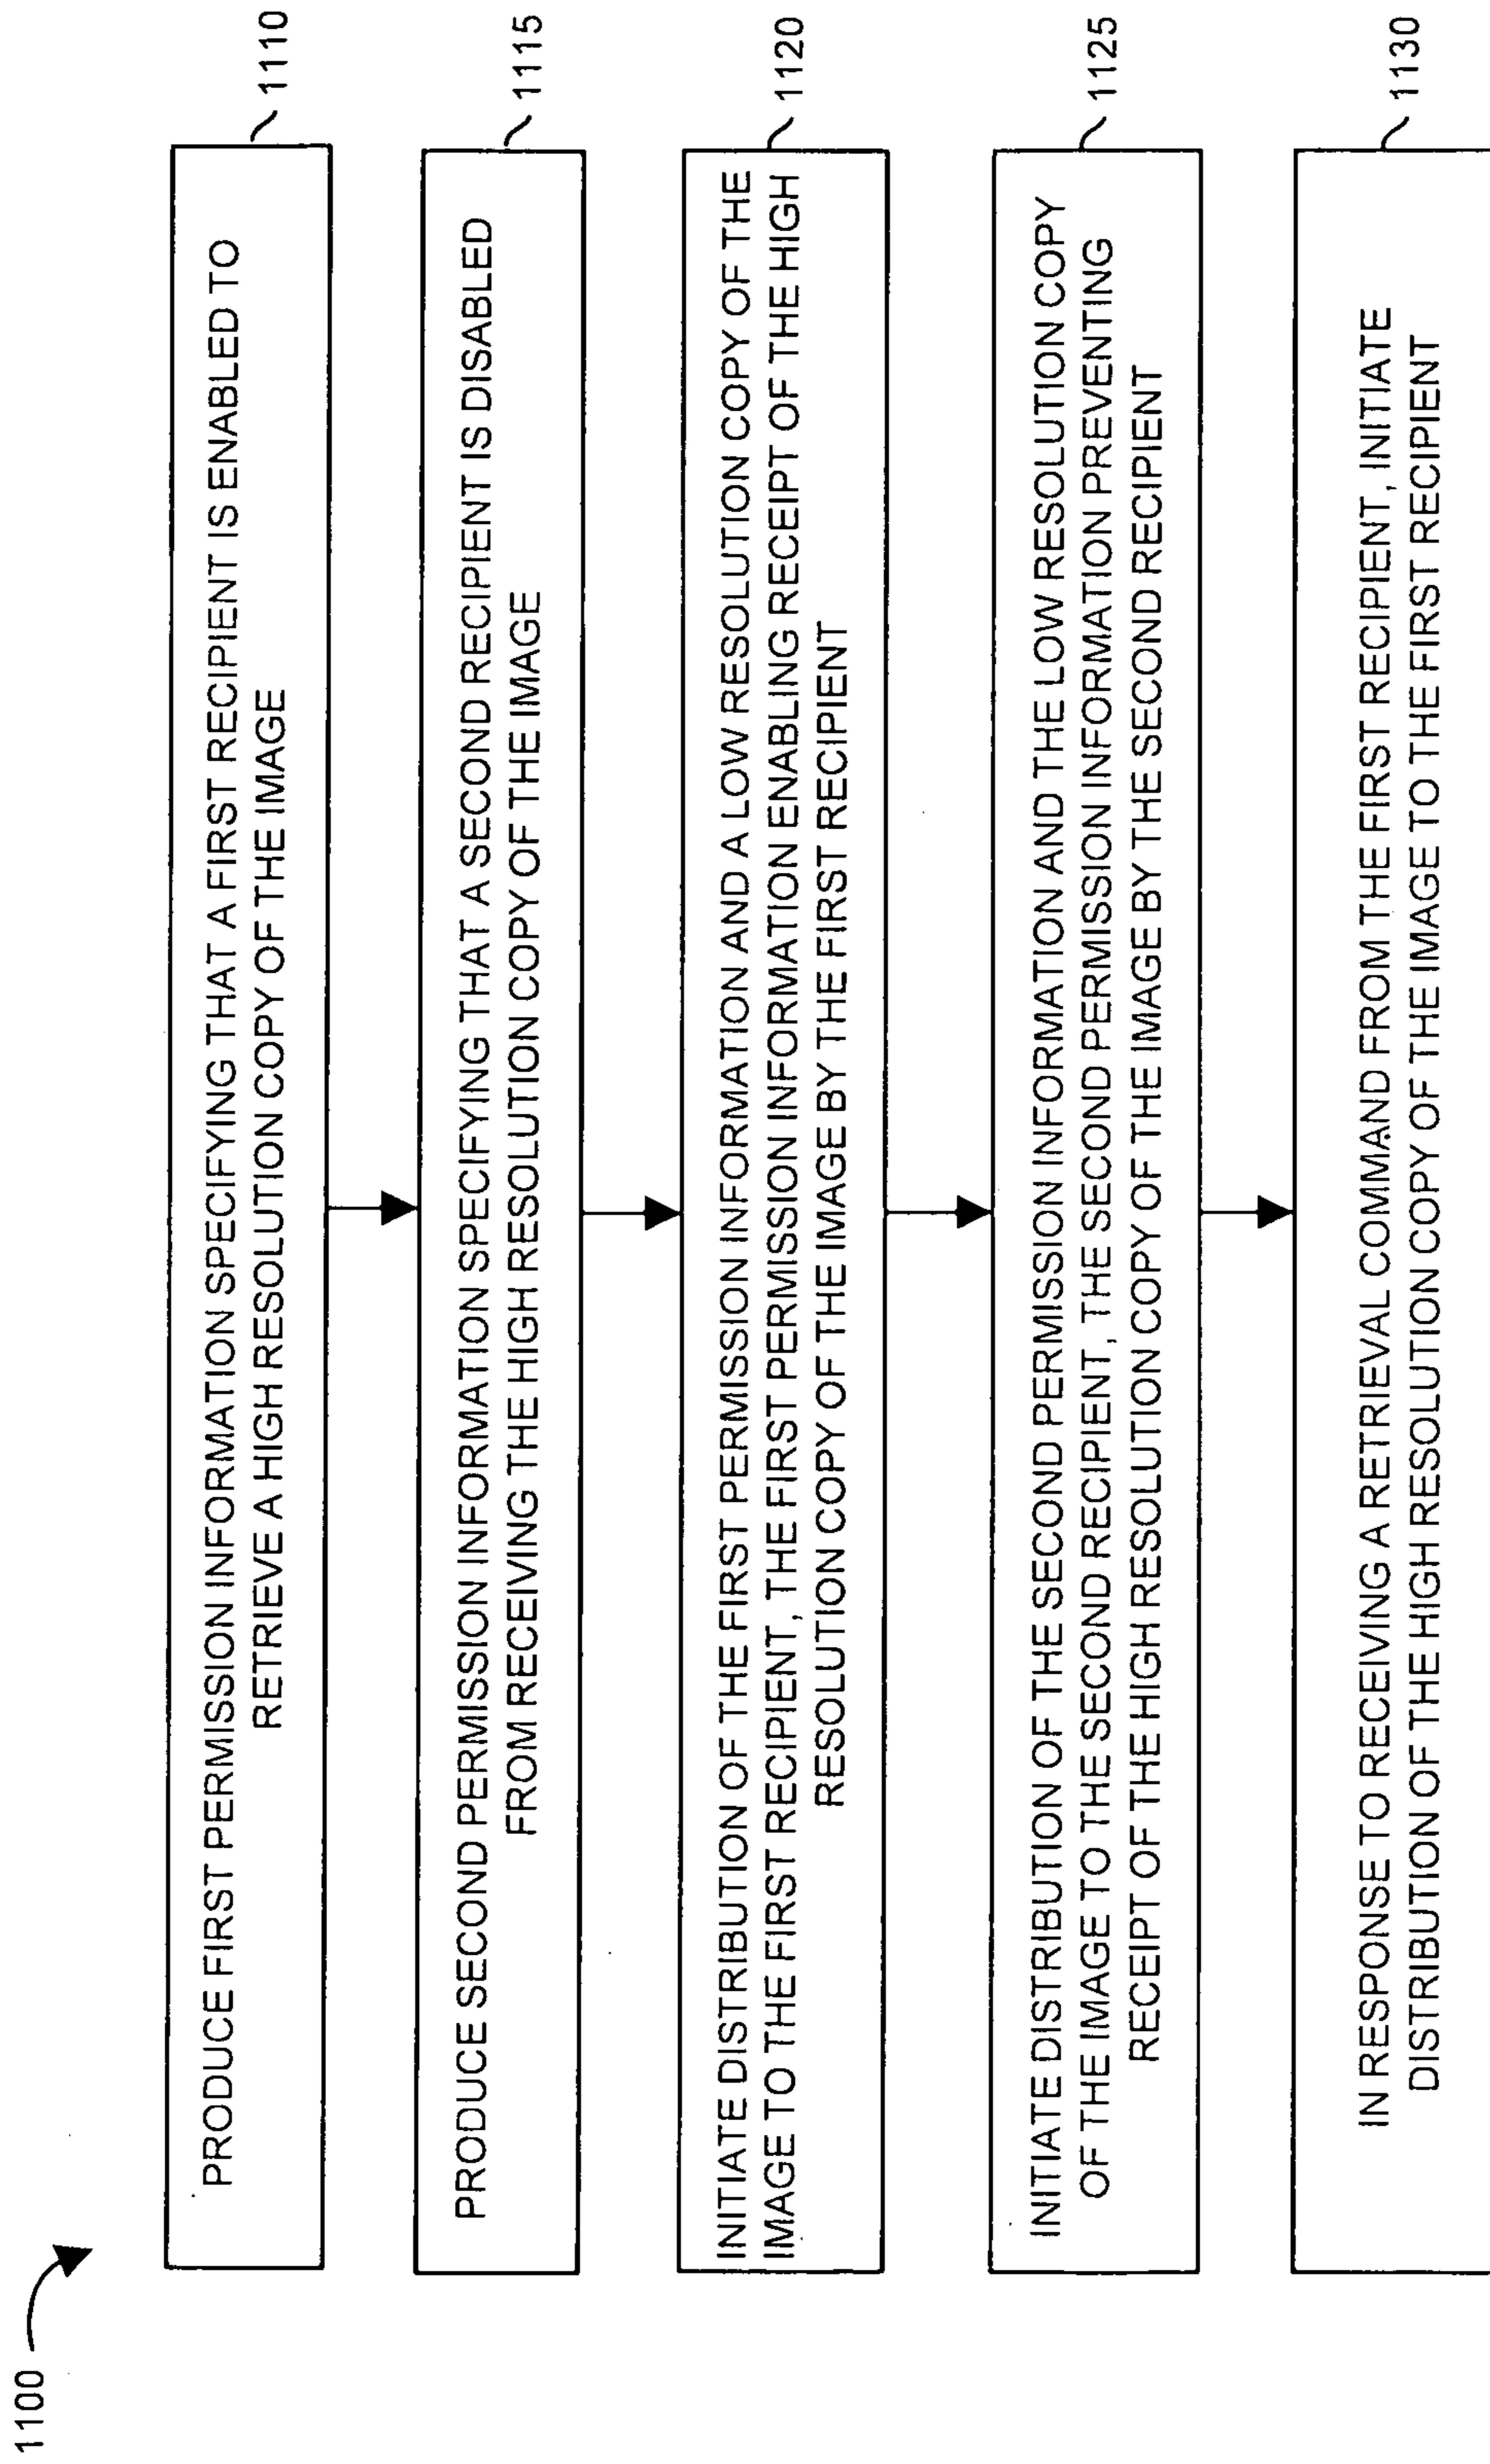 1100
PRODUCE FIRST PERMISSION INFORMATION SPECIFYING THAT A FIRST RECIPIENT IS ENABLED TO
RETRIEVE A HIGH RESOLUTION COPY OF THE IMAGE
1110
PRODUCE SECOND PERMISSION INFORMATION SPECIFYING THAT A SECOND RECIPIENT IS DISABLED
FROM RECEIVING THE HIGH RESOLUTION COPY OF THE IMAGE
1115
INITIATE DISTRIBUTION OF THE FIRST PERMISSION INFORMATION AND A LOW RESOLUTION COPY OF THE
IMAGE TO THE FIRST RECIPIENT, THE FIRST PERMISSION INFORMATION ENABLING RECEIPT OF THE HIGH
RESOLUTION COPY OF THE IMAGE BY THE FIRST RECIPIENT
1120
INITIATE DISTRIBUTION OF THE SECOND PERMISSION INFORMATION AND THE LOW RESOLUTION COPY
OF THE IMAGE TO THE SECOND RECIPIENT, THE SECOND PERMISSION INFORMATION PREVENTING
RECEIPT OF THE HIGH RESOLUTION COPY OF THE IMAGE BY THE SECOND RECIPIENT
1125
IN RESPONSE TO RECEIVING A RETRIEVAL COMMAND FROM THE FIRST RECIPIENT, INITIATE
DISTRIBUTION OF THE HIGH RESOLUTION COPY OF THE IMAGE TO THE FIRST RECIPIENT
1130